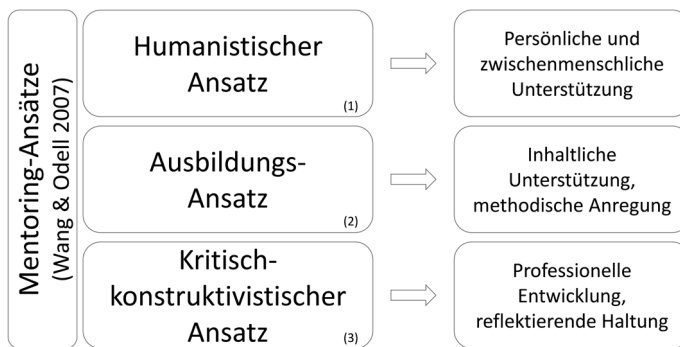 Mentoring-Ansätze
(Wang & Odell 2007)
Humanistischer
Ansatz
(1)
Persönliche und
zwischenmenschliche
Unterstützung
Ausbildungs-
Ansatz
(2)
Inhaltliche
Unterstützung,
methodische Anregung
Kritisch-
konstruktivistischer
Ansatz
(3)
Professionelle
Entwicklung,
reflektierende Haltung